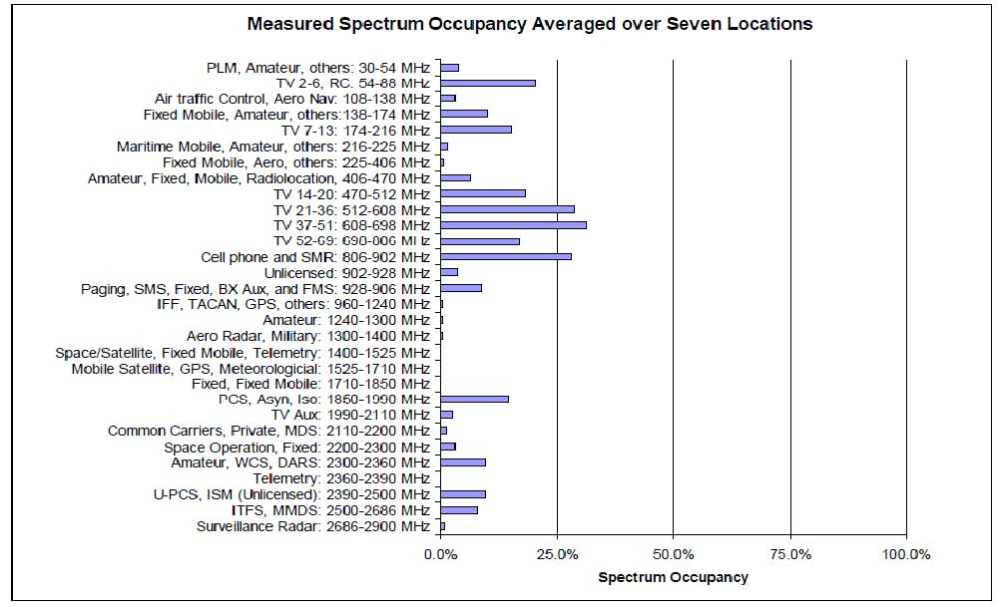 Measured Spectrum Occupancy Averaged over Seven Locations
PLM, Amateur, others: 30-54 MHz
TV 2-6, RC: 54-88 MHz
Air traffic Control, Aero Nav: 108-138 MHz
Fixed Mobile, Amateur, others:138-174 MHz
TV 7-13: 174-216 MHz
Maritime Mobile, Amateur, others: 216-225 MHz
Fixed Mobile, Aero, others: 225-406 MHz
Amateur, Fixed, Mobile, Radiolocation, 406-470 MHz
TV 14-20: 470-512 MHz
TV 21-36: 512-608 MHz
TV 37-51: 608-698 MHz
TV 52-69: 698-806 MHz
Cell phone and SMR: 806-902 MHz
Unlicensed: 902-928 MHz
Paging, SMS, Fixed, BX Aux, and FMS: 928-906 MHz
IFF, TACAN, GPS, others: 960-1240 MHz
Amateur: 1240-1300 MHz
Aero Radar, Military: 1300-1400 MHz
Space/Satellite, Fixed Mobile, Telemetry: 1400-1525 MHz
Mobile Satellite, GPS, Meteorologicial: 1525-1710 MHz
Fixed, Fixed Mobile: 1710-1850 MHz
PCS, Asyn, Iso: 1850-1990 MHz
TV Aux: 1990-2110 MHz
Common Carriers, Private, MDS: 2110-2200 MHz
Space Operation, Fixed: 2200-2300 MHz
Amateur, WCS, DARS: 2300-2360 MHz
Telemetry: 2360-2390 MHz
U-PCS, ISM (Unlicensed): 2390-2500 MHz
ITFS, MMDS: 2500-2686 MHz
Surveillance Radar: 2686-2900 MHz
0.0% 25.0% 50.0% 75.0% 100.0%
Spectrum Occupancy